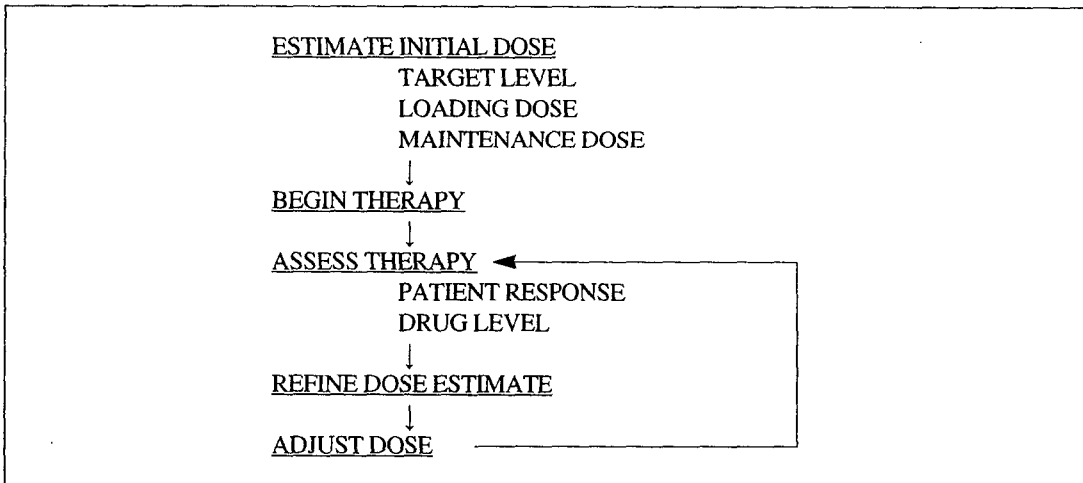 ESTIMATE INITIAL DOSE
TARGET LEVEL
LOADING DOSE
MAINTENANCE DOSE
BEGIN THERAPY
ASSESS THERAPY
PATIENT RESPONSE
DRUG LEVEL
REFINE DOSE ESTIMATE
ADJUST DOSE